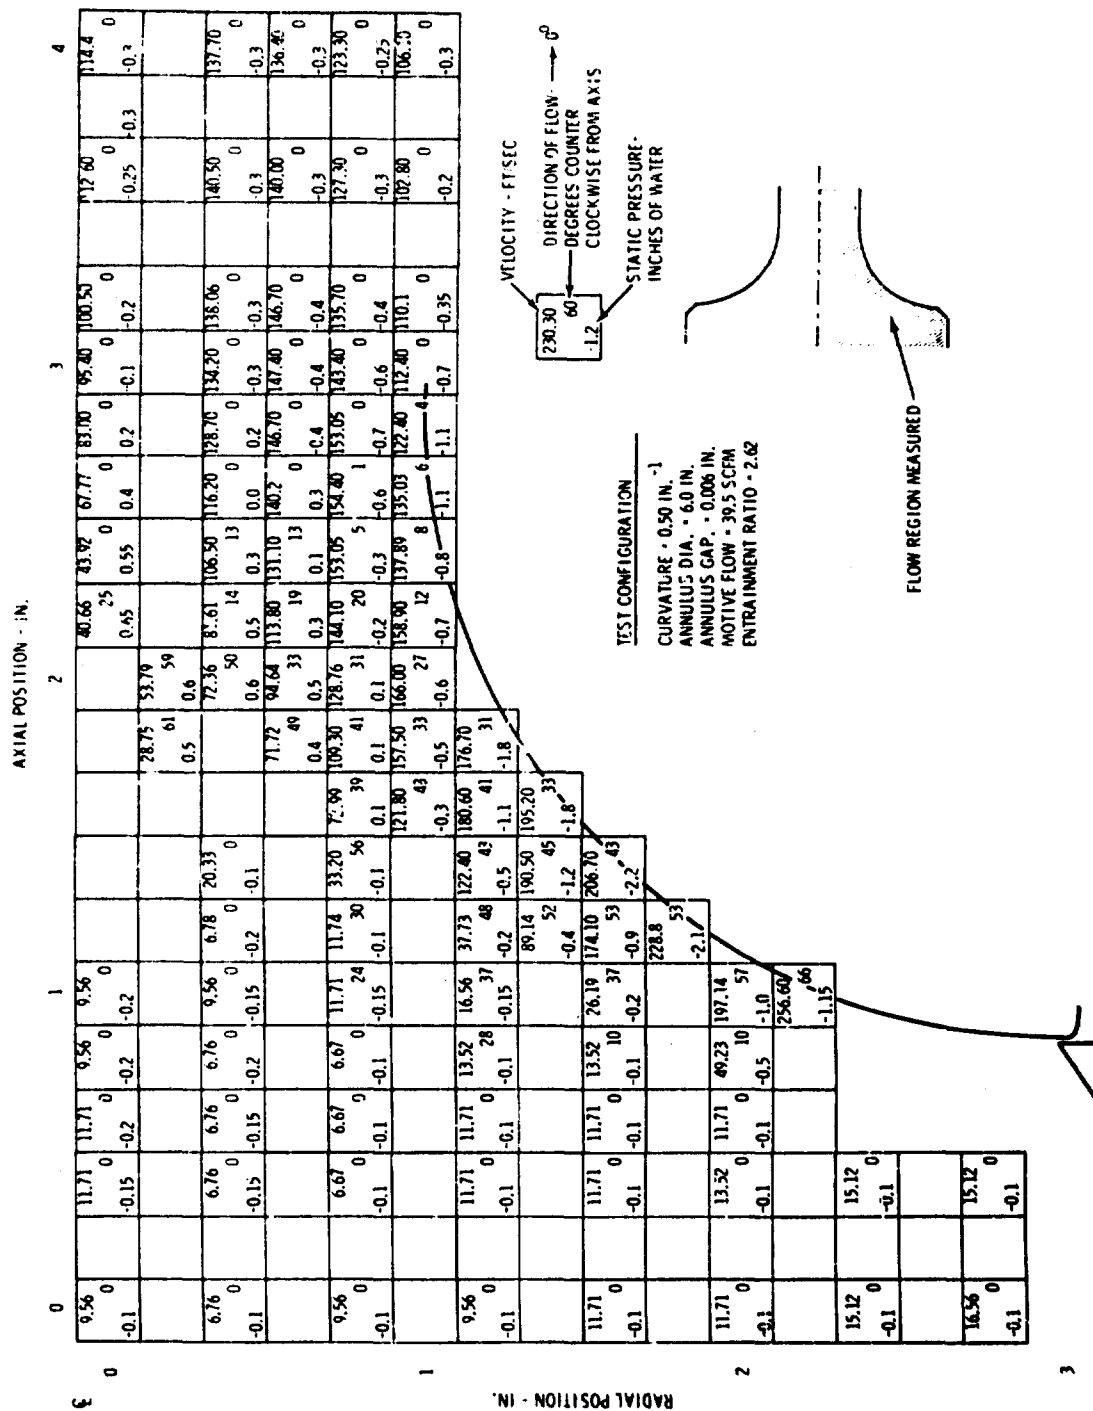 AXIAL POSITION - IN.
0 1 2 3 4
RADIAL POSITION - IN.
0
1
2
3
9.56 11.71 11.71 9.56 9.56 40.66 43.92 67.77 83.00 95.40 100.50 112.60 114.4
0 0 0 0 0 25 0 0 0 0 0 0 0
-0.1 -0.15 -0.2 -0.2 -0.2 0.65 0.55 0.4 0.2 -0.1 -0.2 -0.25 -0.3
28.75 53.79
61 59
0.5 0.6
6.76 6.76 6.76 6.76 9.56 6.78 20.33 72.36 106.50 116.20 128.70 134.20 138.06 140.50 137.70
0 0 0 0 0 0 0 50 14 13 0 0 0 0 0 0
-0.1 -0.15 -0.15 -0.2 -0.15 -0.2 -0.1 0.6 0.5 0.3 0.0 0.2 -0.3 -0.3 -0.3 -0.3
71.72 94.64 113.80 131.10 140.2 146.70 147.40 146.70 140.00 136.40
49 33 19 13 0 0 0 0 0 0
0.4 0.5 0.3 0.1 0.3 -0.4 -0.4 -0.4 -0.3 -0.3
9.56 6.67 6.67 6.67 11.71 11.74 33.20 72.99 109.30 128.76 144.10 153.05 154.40 153.05 143.40 135.70 127.30 123.30
0 0 0 0 24 30 56 39 41 31 20 5 1 0 0 0 0 0
-0.1 -0.1 -0.1 -0.1 -0.15 -0.1 -0.1 0.1 0.1 0.1 -0.2 -0.3 -0.6 -0.7 -0.6 -0.4 -0.3 -0.25
121.80 157.50 166.00 158.90 137.89 135.03 122.40 112.40 110.1 102.80
43 33 27 12 8 6 4 0 0 0 0
-0.3 -0.5 -0.6 -0.7 -0.8 -1.1 -1.1 -0.7 -0.35 -0.2 -0.3
9.56 11.71 11.71 13.52 16.56 37.73 122.40 180.60 176.70
0 0 0 28 37 48 43 41 31
-0.1 -0.1 -0.1 -0.1 -0.15 -0.2 -0.5 -1.1 -1.8
89.14 190.50 195.20
52 45 33
-0.4 -1.2 -1.8
11.71 11.71 11.71 13.52 26.19 174.10 206.70
0 0 0 10 37 53 43
-0.1 -0.1 -0.1 -0.1 -0.2 -0.9 -2.2
228.8
53
-2.1
11.71 13.52 11.71 49.23 197.14
0 0 0 10 57
-0.1 -0.1 -0.1 -0.5 -1.0
256.60
66
-1.15
15.12 15.12
0 0
-0.1 -0.1
16.56 15.12
0 0
-0.1 -0.1
230.30
60
-1.2
VELOCITY - FT/SEC
DIRECTION OF FLOW- → 0°
DEGREES COUNTER
CLOCKWISE FROM AXIS
STATIC PRESSURE-
INCHES OF WATER
TEST CONFIGURATION
CURVATURE = 0.50 IN.⁻¹
ANNULUS DIA. = 6.0 IN.
ANNULUS GAP. = 0.006 IN.
MOTIVE FLOW = 39.5 SCFM
ENTRAINMENT RATIO = 2.62
FLOW REGION MEASURED